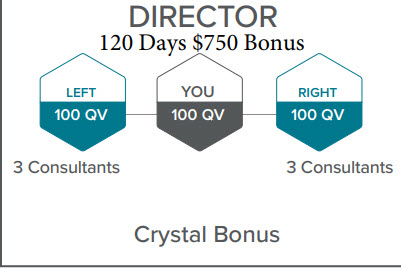 DIRECTOR
120 Days $750 Bonus
LEFT YOU RIGHT
100 QV 100 QV 100 QV
3 Consultants 3 Consultants
Crystal Bonus